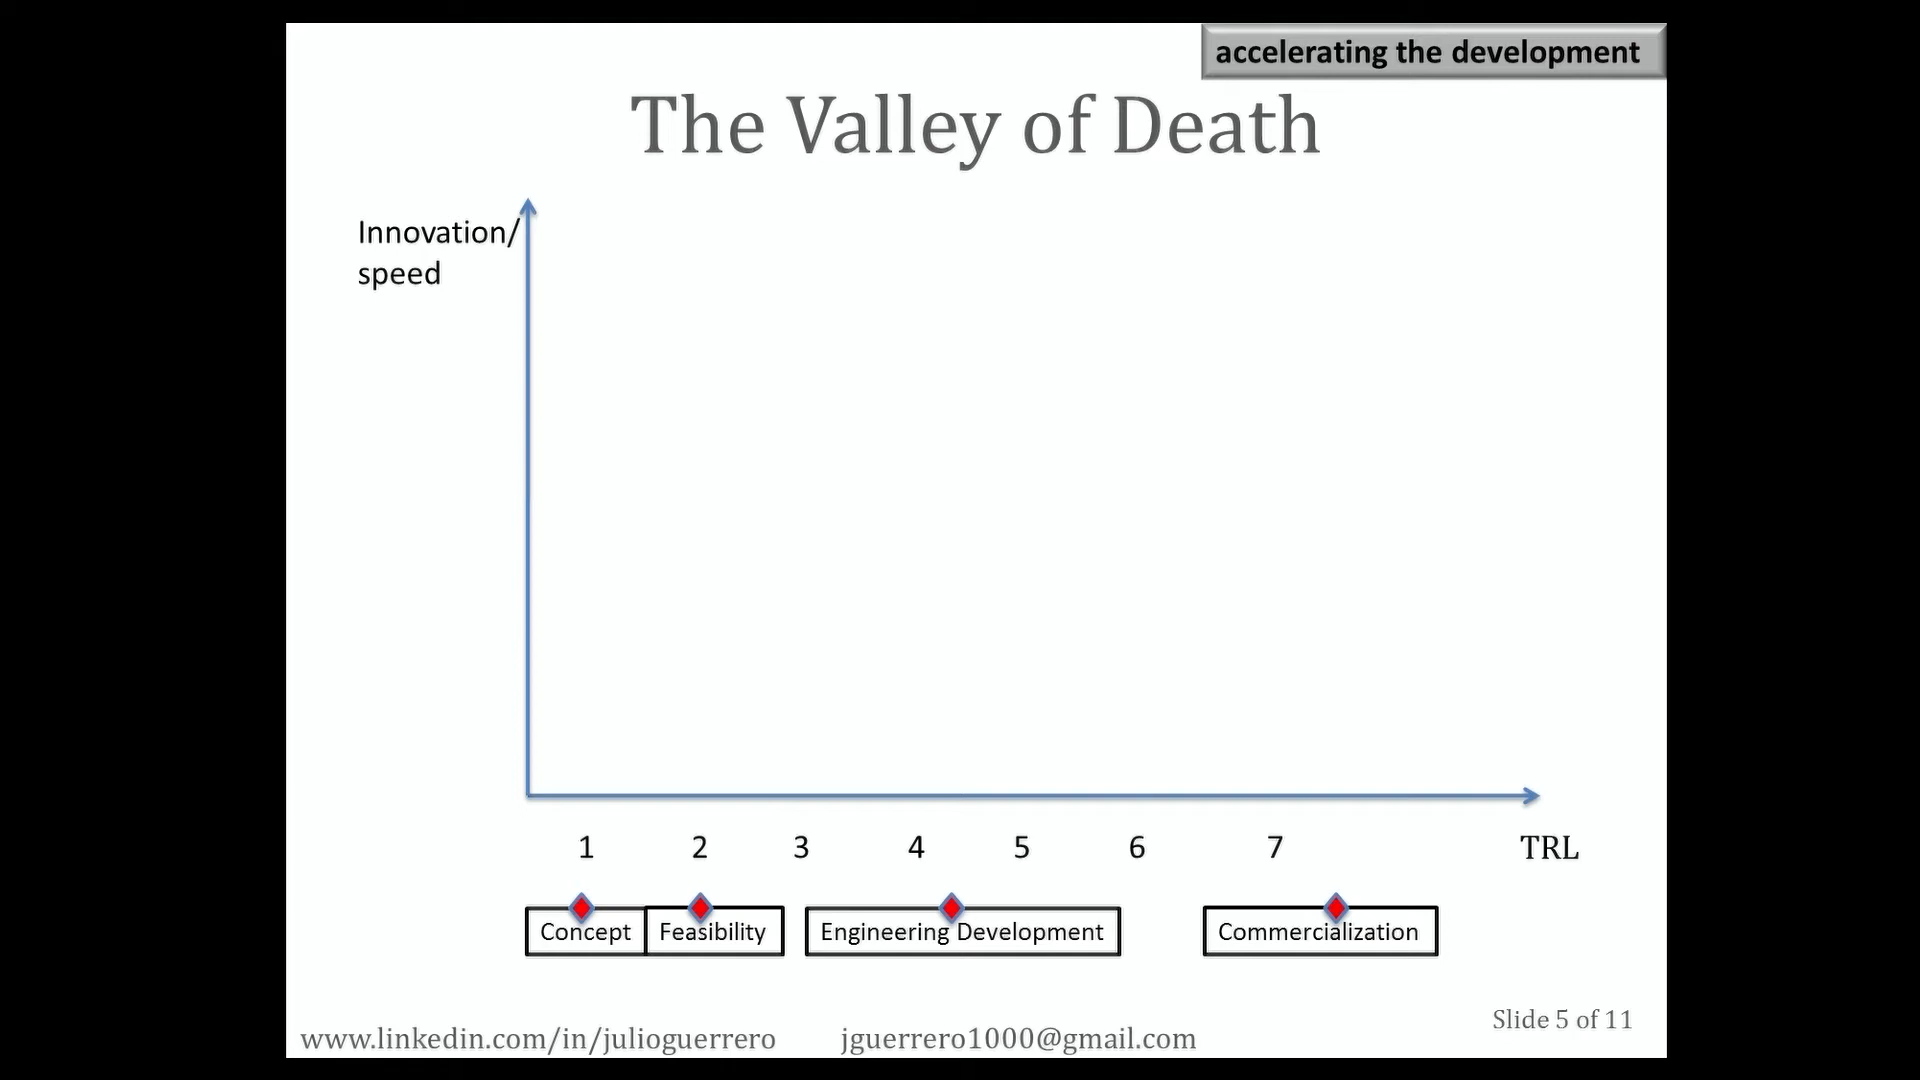 accelerating the development
The Valley of Death
Innovation/
speed
1 2 3 4 5 6 7 TRL
Concept Feasibility Engineering Development Commercialization
Slide 5 of 11
www.linkedin.com/in/julioguerrero jguerrero1000@gmail.com